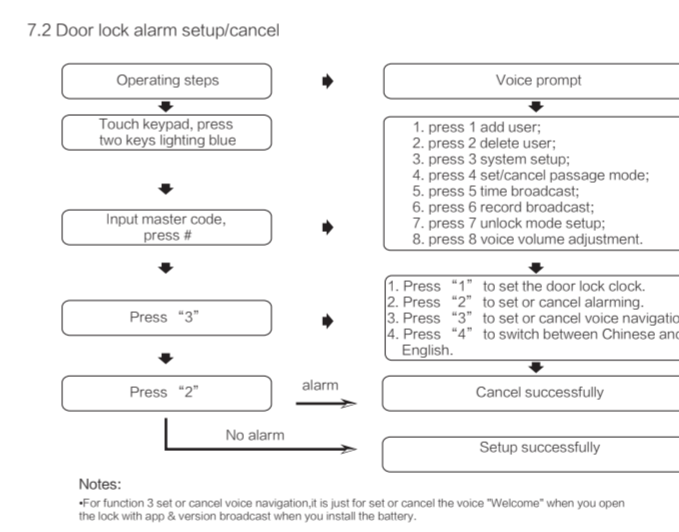 7.2 Door lock alarm setup/cancel
Operating steps
Voice prompt
Touch keypad, press
two keys lighting blue
1. press 1 add user;
2. press 2 delete user;
3. press 3 system setup;
4. press 4 set/cancel passage mode;
5. press 5 time broadcast;
6. press 6 record broadcast;
7. press 7 unlock mode setup;
8. press 8 voice volume adjustment.
Input master code,
press #
1. Press “1” to set the door lock clock.
2. Press “2” to set or cancel alarming.
3. Press “3” to set or cancel voice navigatio
4. Press “4” to switch between Chinese and
English.
Press “3”
Press “2”
alarm
Cancel successfully
No alarm
Setup successfully
Notes:
•For function 3 set or cancel voice navigation,it is just for set or cancel the voice "Welcome" when you open
the lock with app & version broadcast when you install the battery.